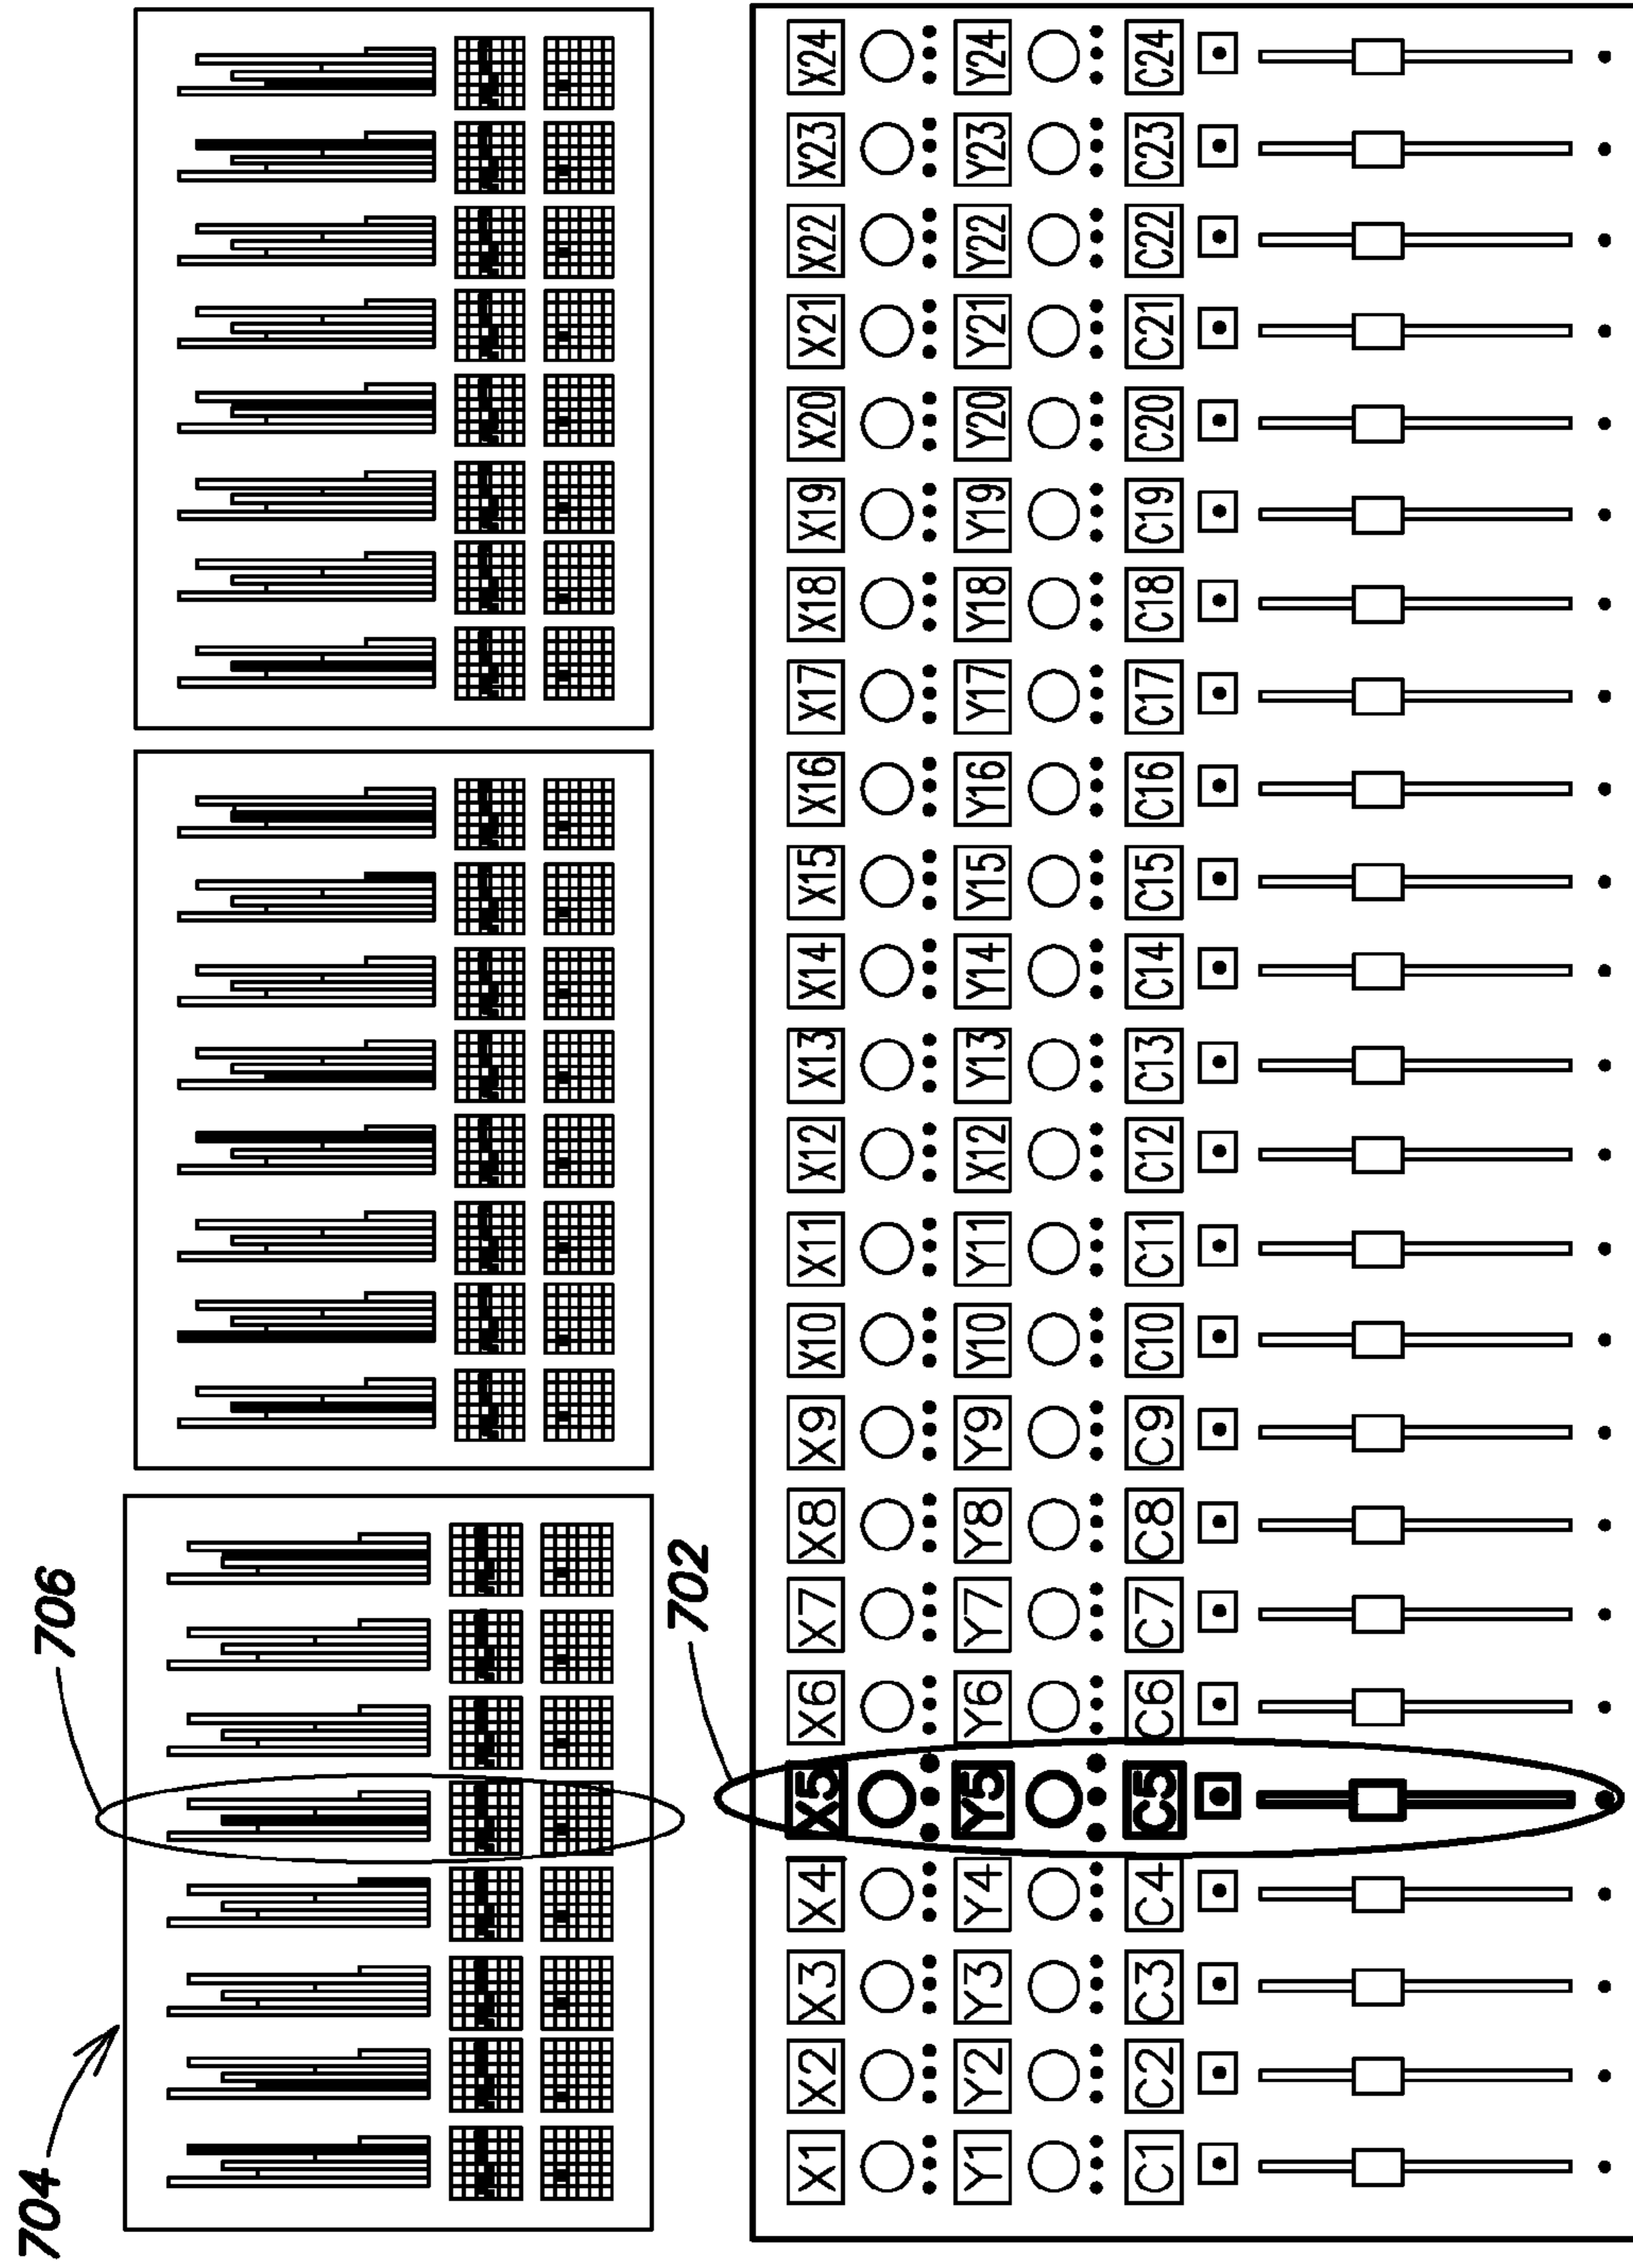 704
706
702
X1 X2 X3 X4 X5 X6 X7 X8 X9 X10 X11 X12 X13 X14 X15 X16 X17 X18 X19 X20 X21 X22 X23 X24
Y1 Y2 Y3 Y4 Y5 Y6 Y7 Y8 Y9 Y10 Y11 X12 Y13 Y14 Y15 Y16 Y17 Y18 Y19 Y20 Y21 Y22 Y23 Y24
C1 C2 C3 C4 C5 C6 C7 C8 C9 C10 C11 C12 C13 C14 C15 C16 C17 C18 C19 C20 C21 C22 C23 C24